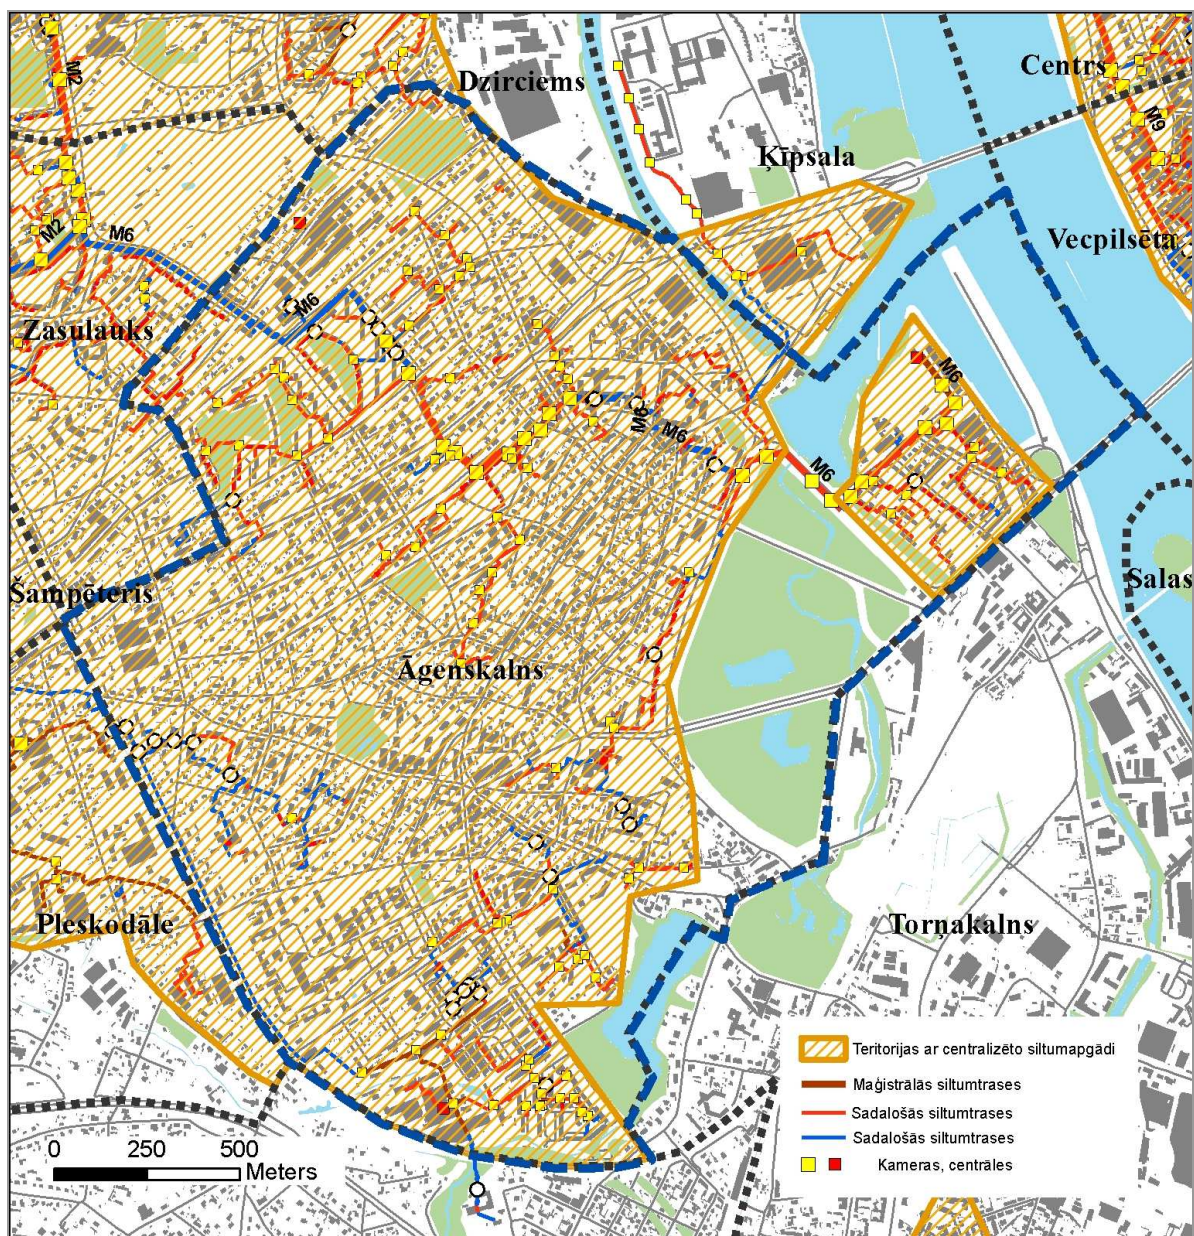 M2
Dzirciems
Centrs
M9
Ķīpsala
M2
M6
Vecpilsēta
M6
Zasulauks
M6
M6
M6
M6
Šampēteris
Salas
Āgenskalns
Pleskodāle
Torņakalns
Teritorijas ar centralizēto siltumapgādi
Maģistrālās siltumtrases
Sadalošās siltumtrases
Sadalošās siltumtrases
Kameras, centrāles
0 250 500
Meters